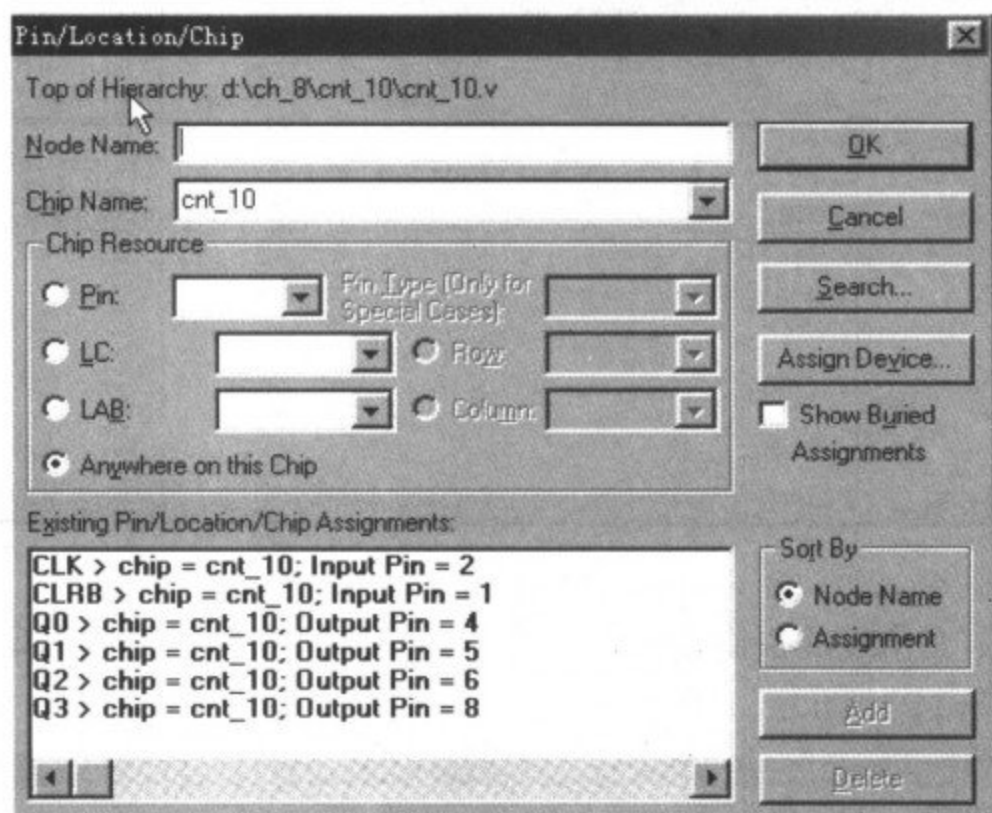 Pin/Location/Chip
Top of Hierarchy: d:\ch_8\cnt_10\cnt_10.v
Node Name:
OK
Chip Name: cnt_10
Cancel
Chip Resource
Pin:
Pin Type (Only for
Special Cases):
Search...
LC:
Row:
Assign Device...
LAB:
Column:
Show Buried
Assignments
Anywhere on this Chip
Existing Pin/Location/Chip Assignments:
CLK > chip = cnt_10; Input Pin = 2
CLRB > chip = cnt_10; Input Pin = 1
Q0 > chip = cnt_10; Output Pin = 4
Q1 > chip = cnt_10; Output Pin = 5
Q2 > chip = cnt_10; Output Pin = 6
Q3 > chip = cnt_10; Output Pin = 8
Sort By
Node Name
Assignment
Add
Delete